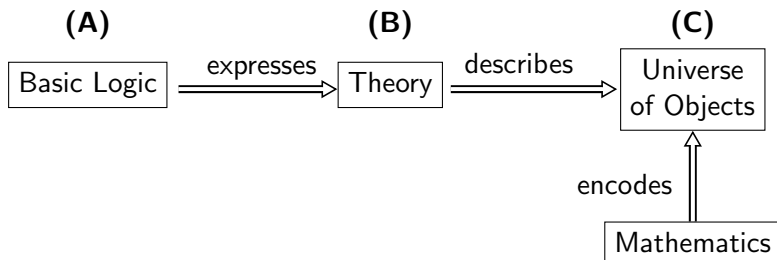 (A)
(B)
(C)
Basic Logic
expresses
Theory
describes
Universe
of Objects
encodes
Mathematics